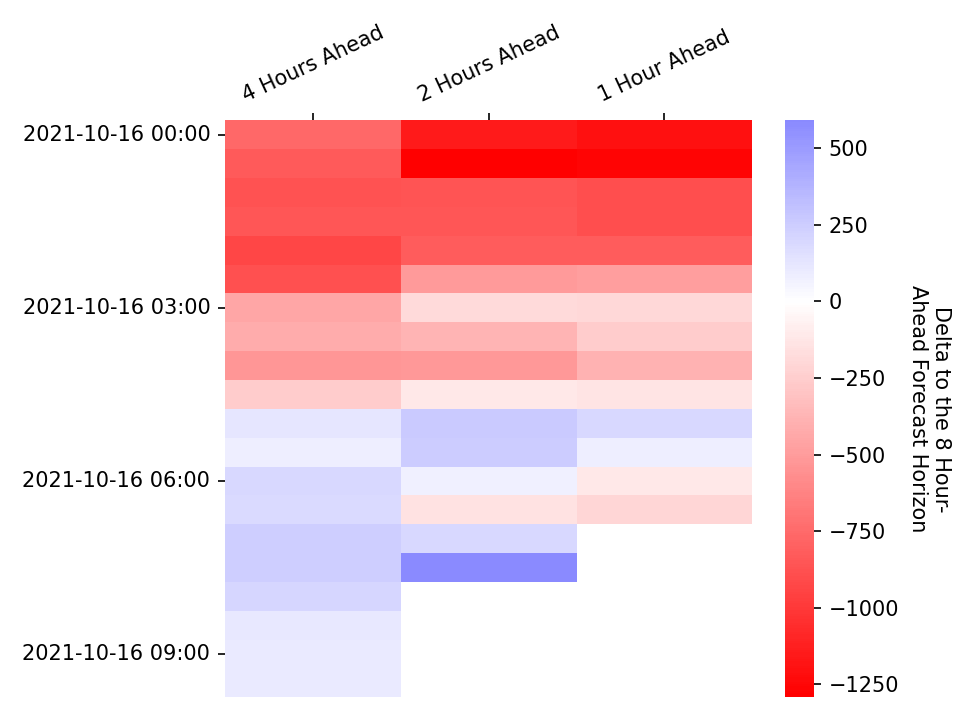 4 Hours Ahead
2 Hours Ahead
1 Hour Ahead
2021-10-16 00:00
2021-10-16 03:00
2021-10-16 06:00
2021-10-16 09:00
500
250
0
−250
−500
−750
−1000
−1250
Delta to the 8 Hour-
Ahead Forecast Horizon